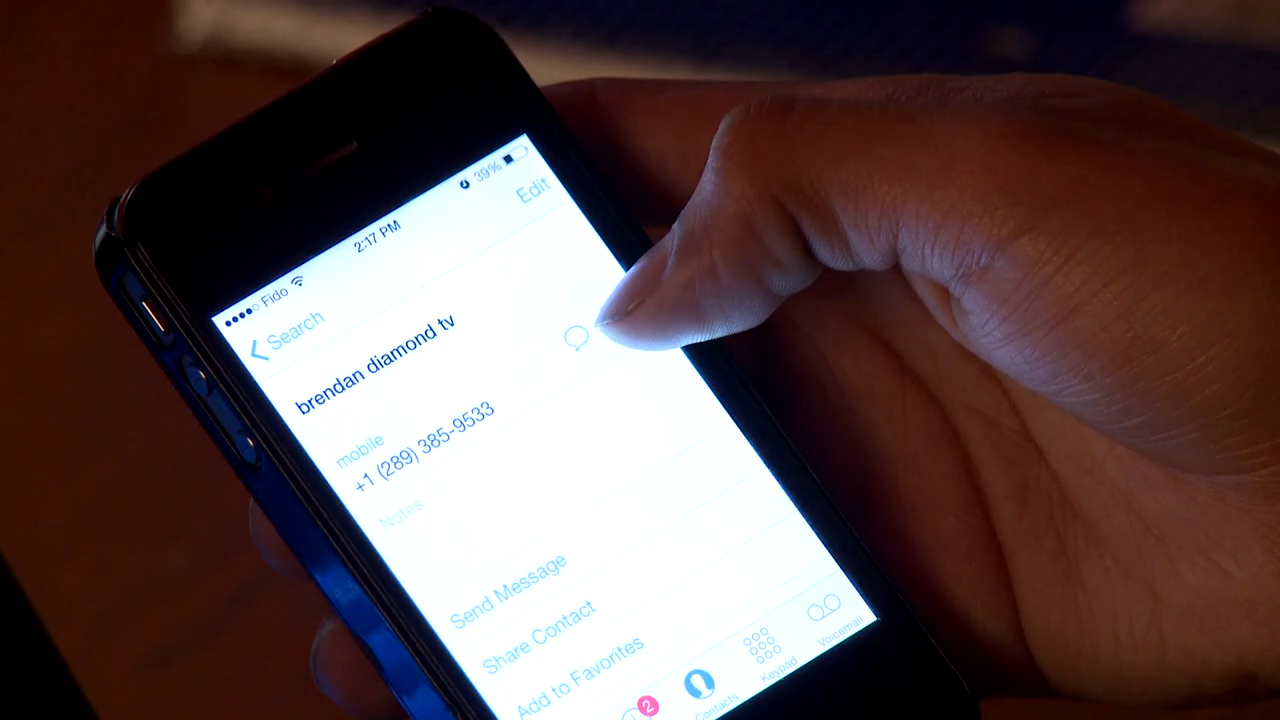 Fido 2:17 PM 39%
Search Edit
brendan diamond tv
mobile
+1 (289) 385-9533
Notes
Send Message
Share Contact
Add to Favorites
2 Contacts Keypad Voicemail